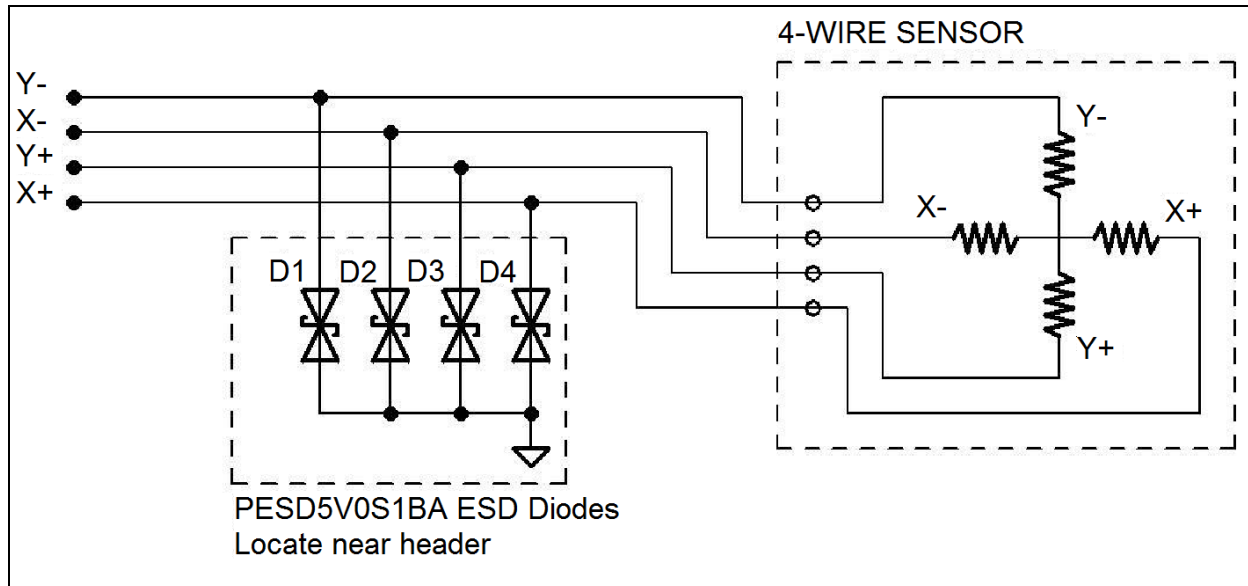 4-WIRE SENSOR
Y-
X-
Y+
X+
Y-
X-
X+
Y+
D1 D2 D3 D4
PESD5V0S1BA ESD Diodes
Locate near header